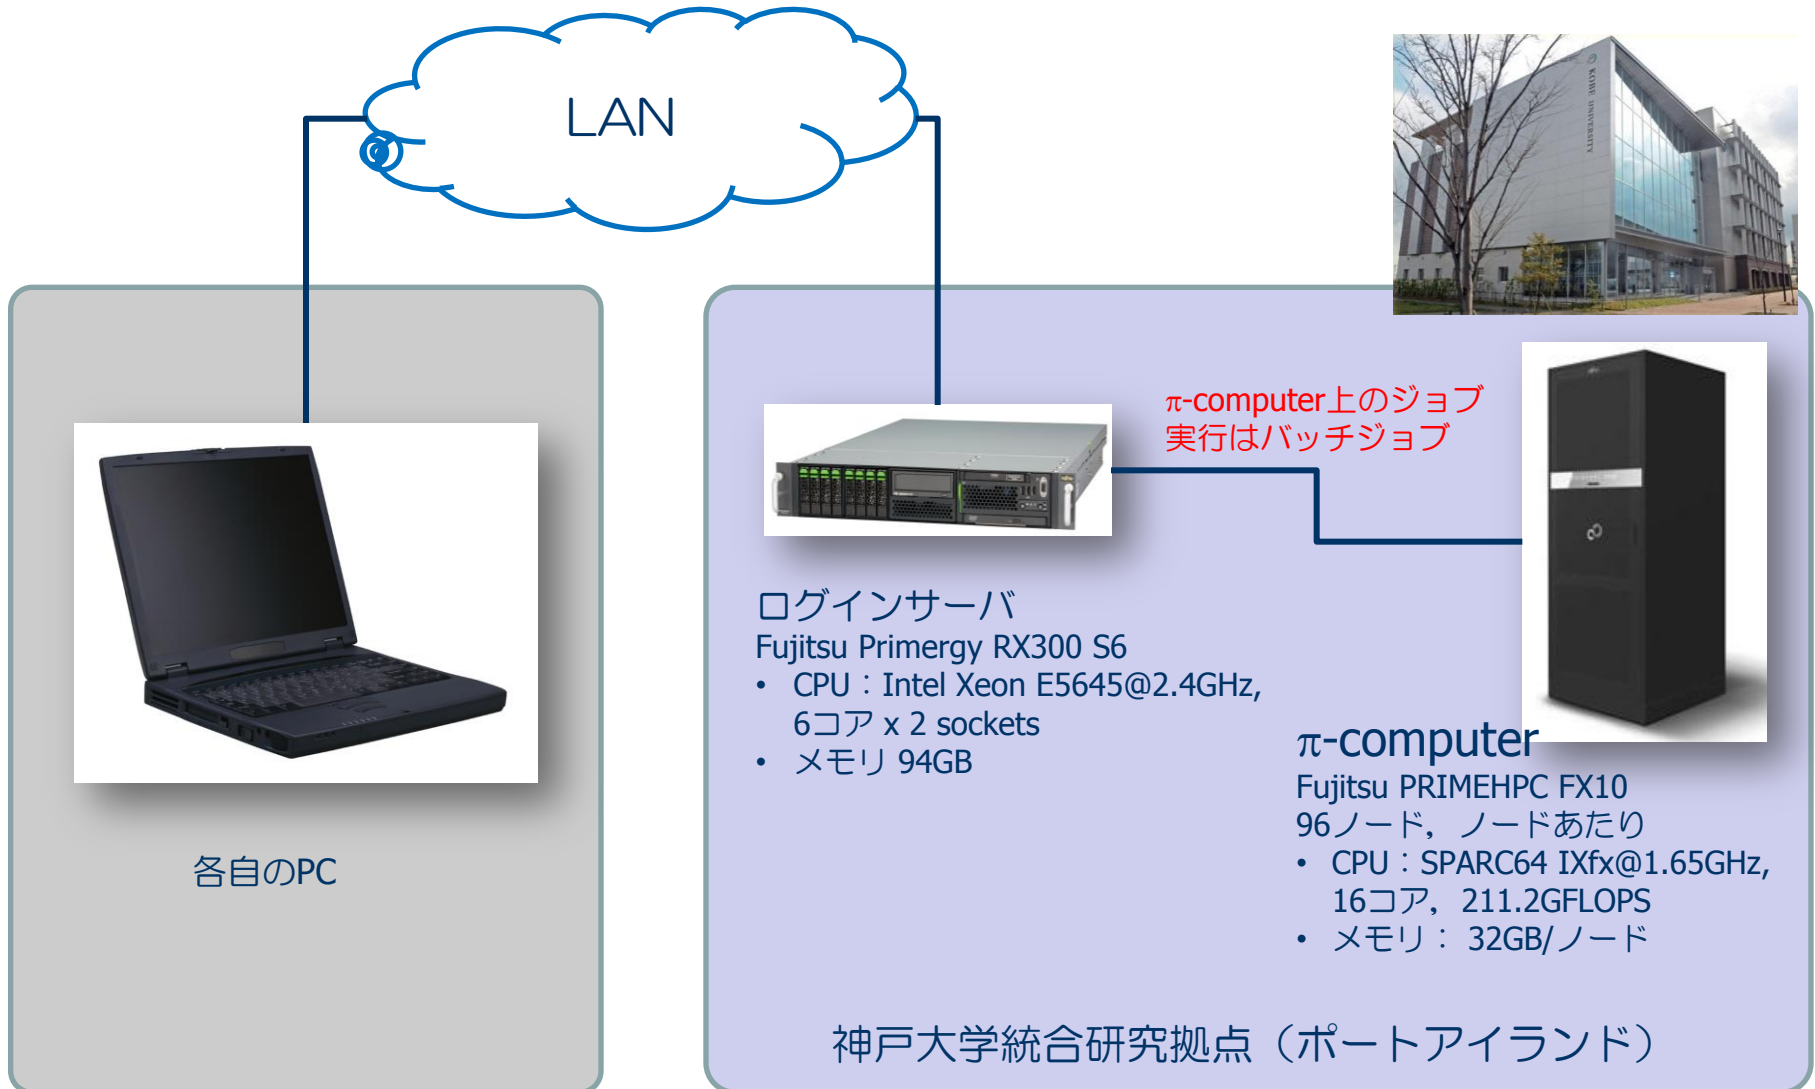 LAN
KOBE UNIVERSITY
π-computer上のジョブ
実行はバッチジョブ
ログインサーバ
Fujitsu Primergy RX300 S6
• CPU：Intel Xeon E5645@2.4GHz,
6コア x 2 sockets
• メモリ 94GB
π-computer
Fujitsu PRIMEHPC FX10
96ノード，ノードあたり
• CPU：SPARC64 IXfx@1.65GHz,
16コア，211.2GFLOPS
• メモリ： 32GB/ノード
各自のPC
神戸大学統合研究拠点（ポートアイランド）